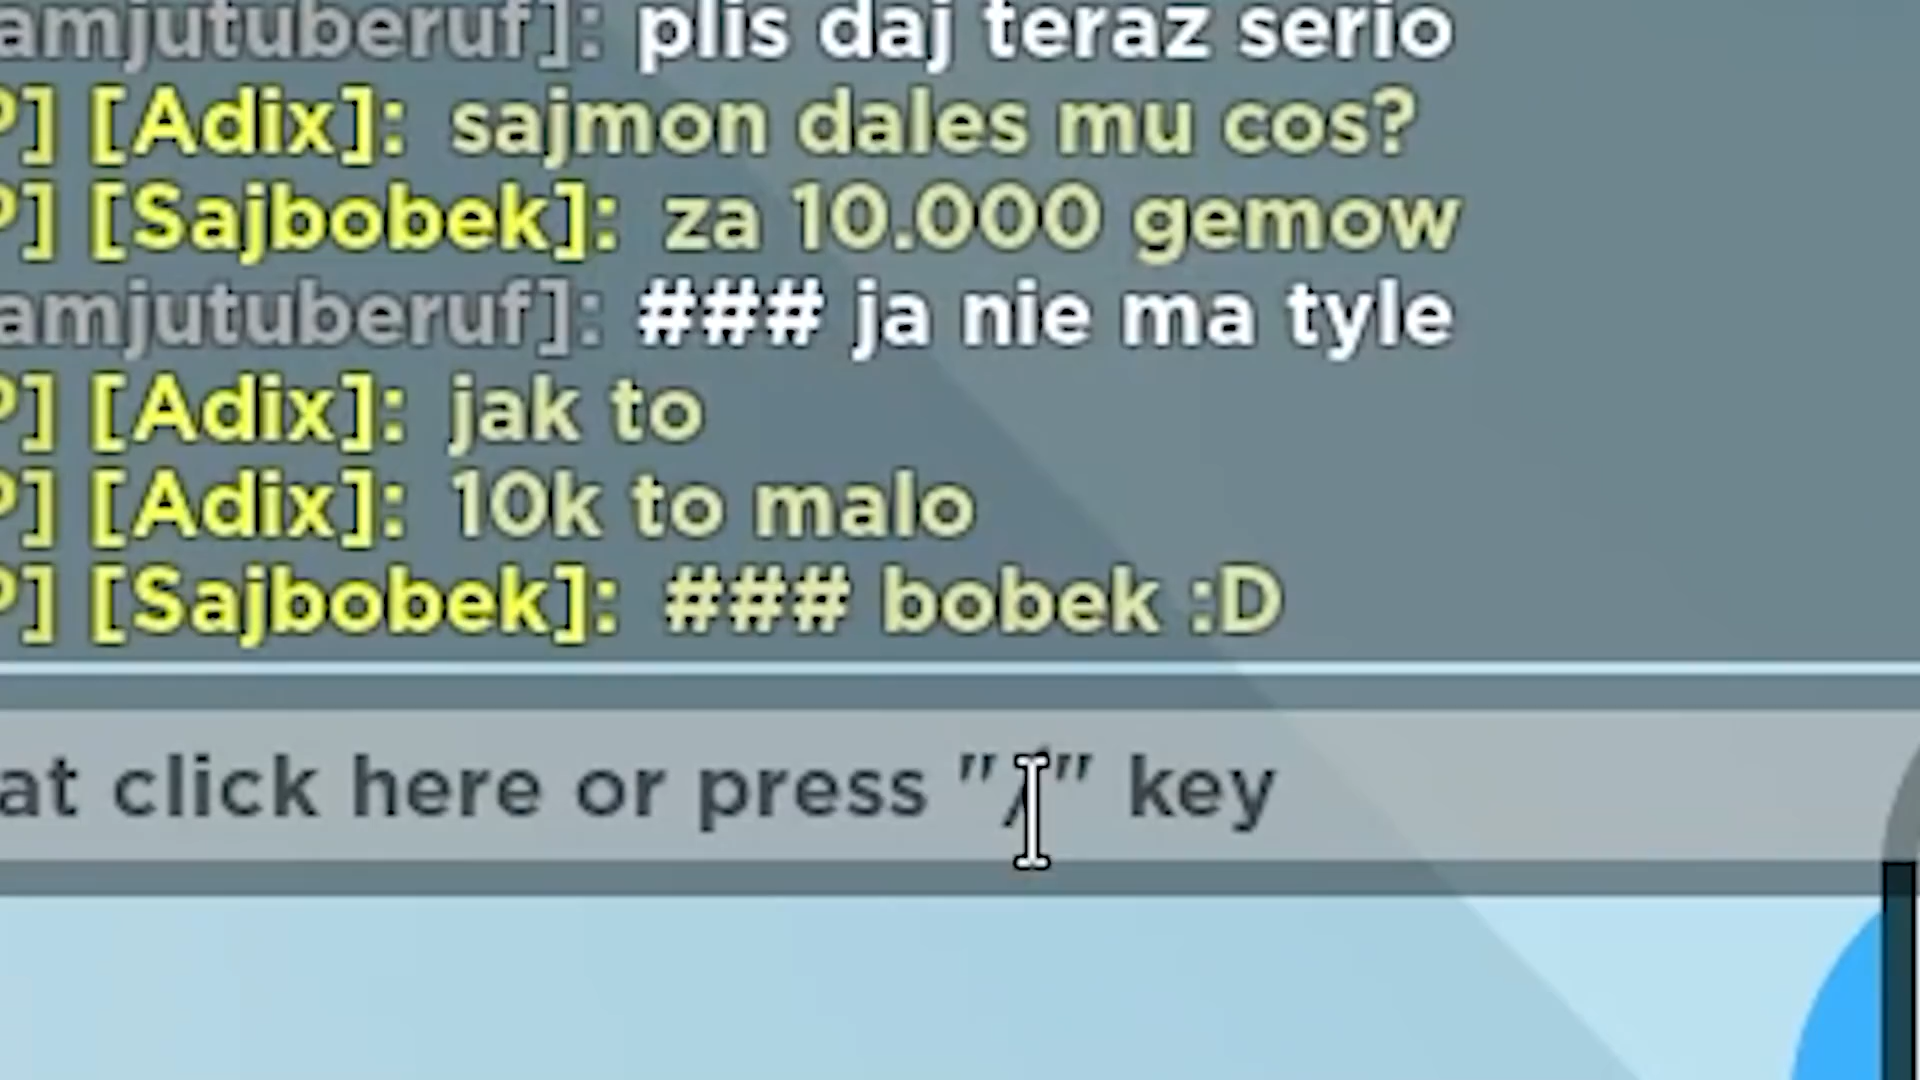 amjutuberuf]: plis daj teraz serio
P] [Adix]: sajmon dales mu cos?
P] [Sajbobek]: za 10.000 gemow
amjutuberuf]: ### ja nie ma tyle
P] [Adix]: jak to
P] [Adix]: 10k to malo
P] [Sajbobek]: ### bobek :D
at click here or press "/" key